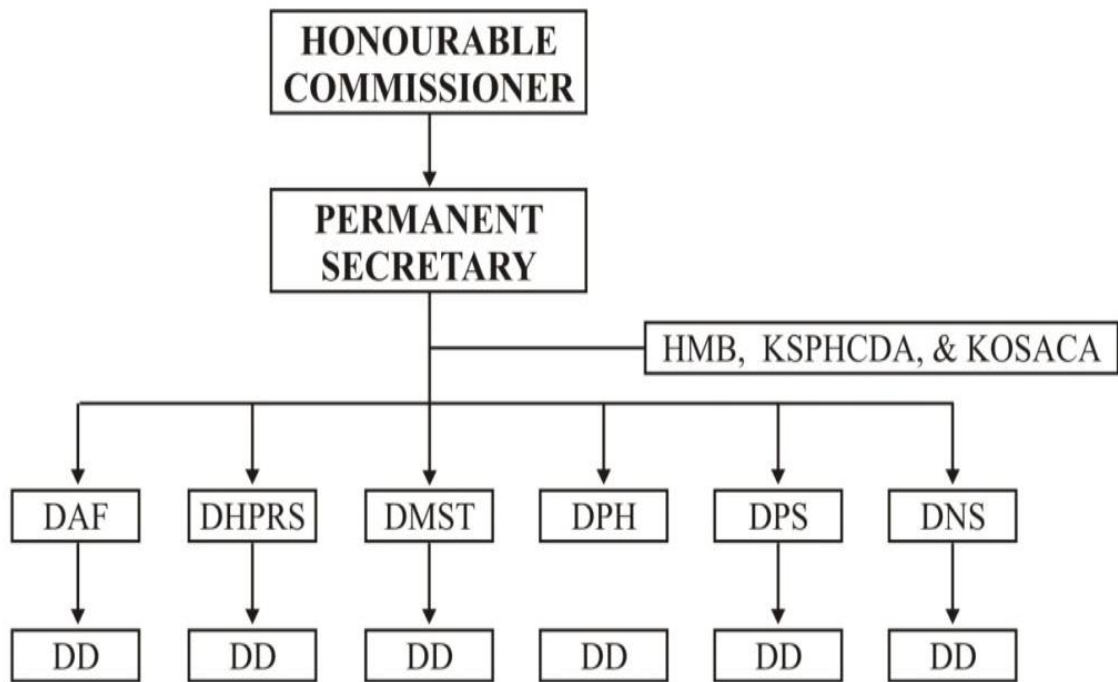 HONOURABLE
COMMISSIONER
PERMANENT
SECRETARY
HMB, KSPHCDA, & KOSACA
DAF
DHPRS
DMST
DPH
DPS
DNS
DD
DD
DD
DD
DD
DD